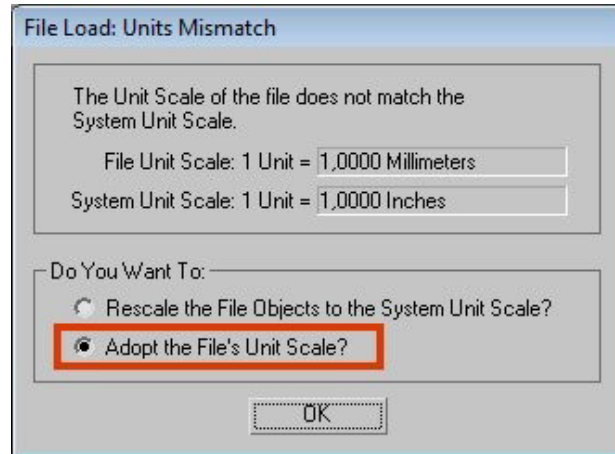 File Load: Units Mismatch
The Unit Scale of the file does not match the
System Unit Scale.
File Unit Scale: 1 Unit = 1,0000 Millimeters
System Unit Scale: 1 Unit = 1,0000 Inches
Do You Want To:
Rescale the File Objects to the System Unit Scale?
Adopt the File's Unit Scale?
OK